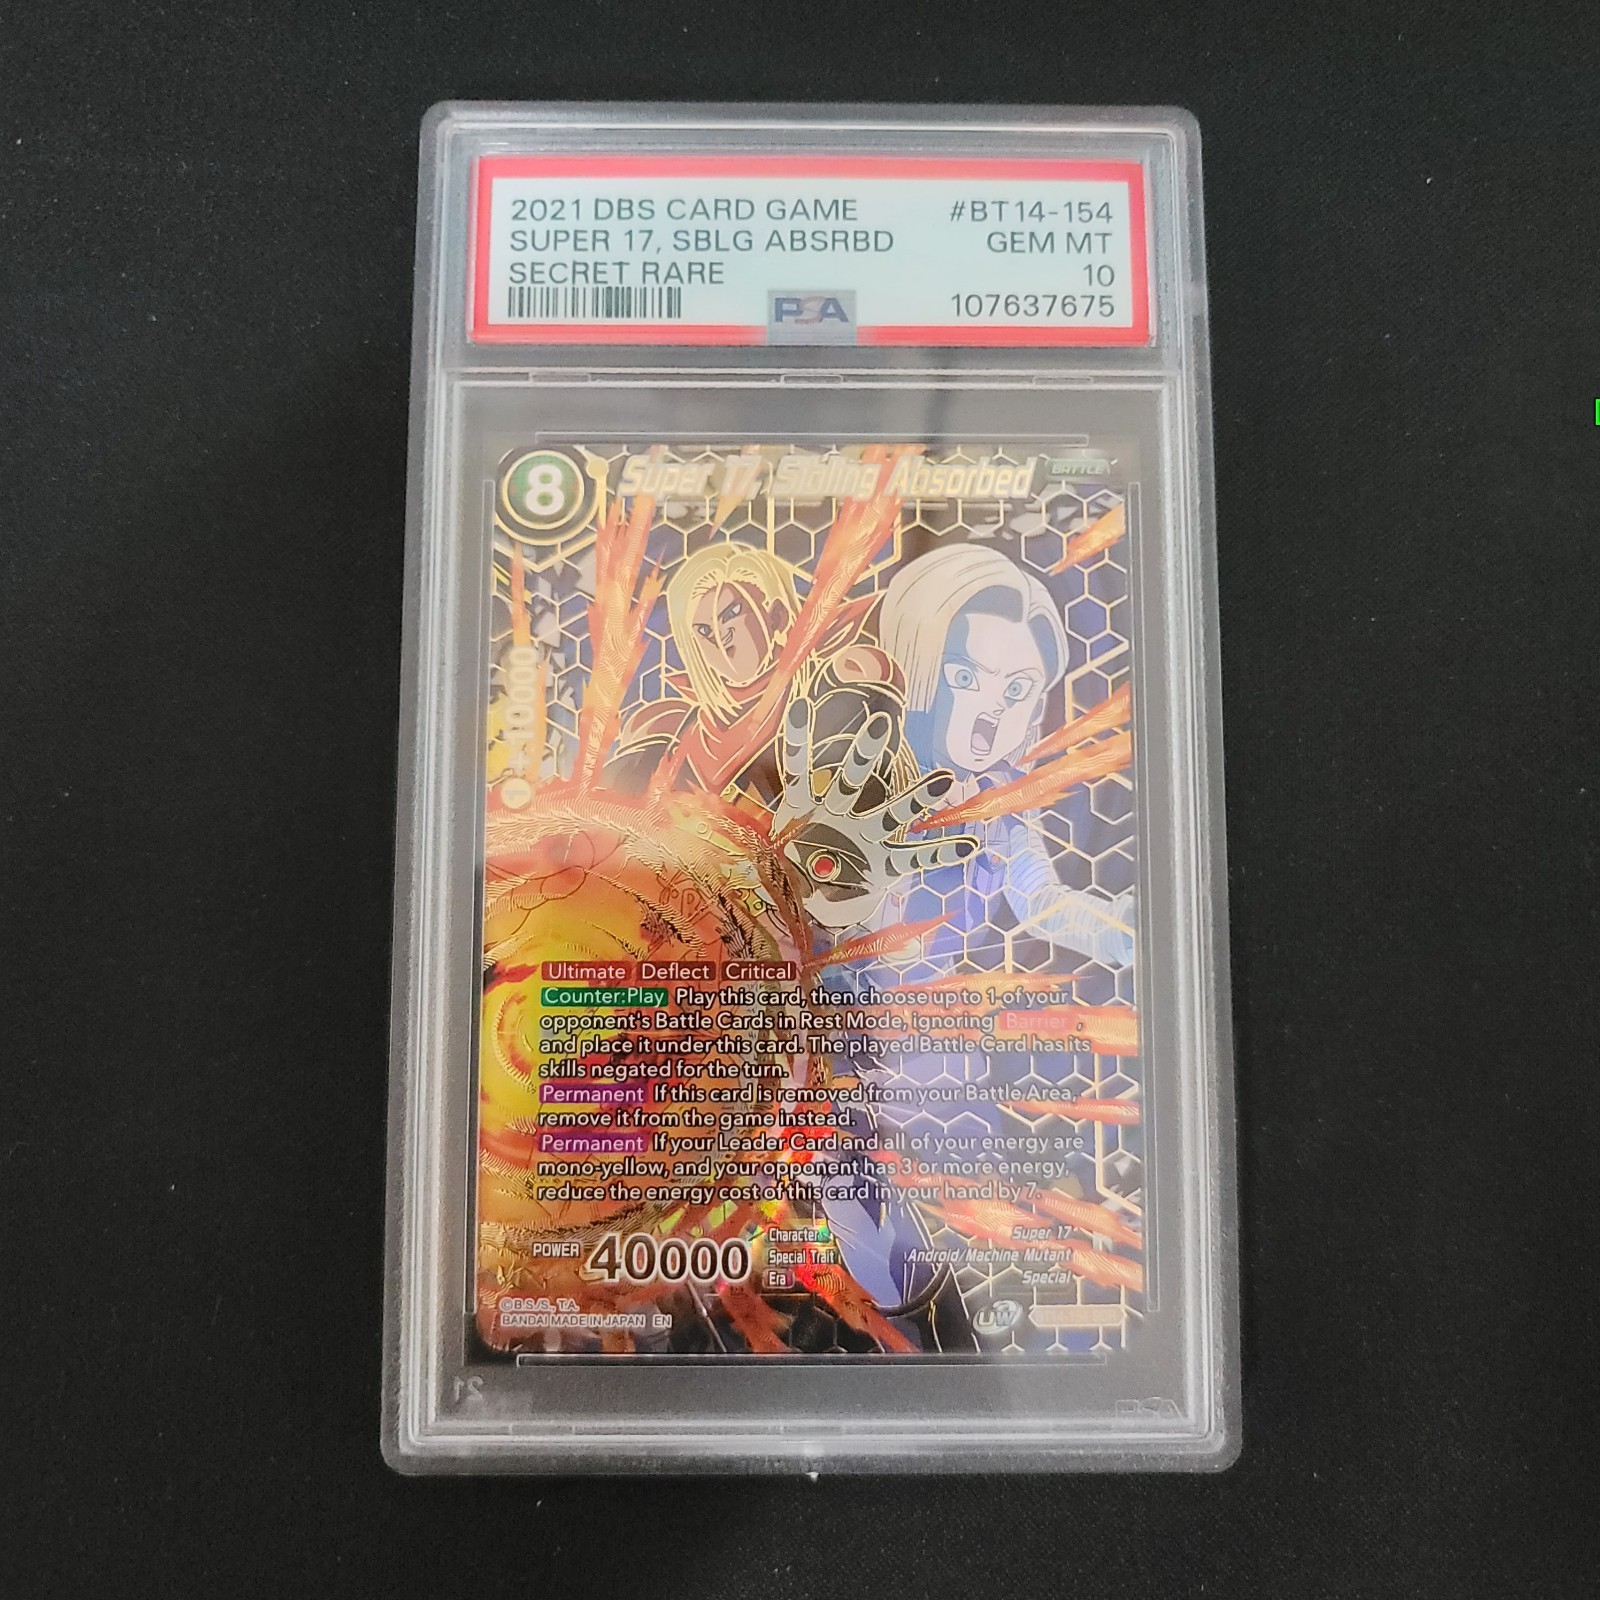 2021 DBS CARD GAME #BT14-154
SUPER 17, SBLG ABSRBD GEM MT
SECRET RARE 10
PSA 107637675
8 Super 17, Sibling Absorbed BATTLE
1 +10000
Ultimate Deflect Critical
Counter:Play Play this card, then choose up to 1 of your
opponent's Battle Cards in Rest Mode, ignoring Barrier ,
and place it under this card. The played Battle Card has its
skills negated for the turn.
Permanent If this card is removed from your Battle Area,
remove it from the game instead.
Permanent If your Leader Card and all of your energy are
mono-yellow, and your opponent has 3 or more energy,
reduce the energy cost of this card in your hand by 7.
POWER 40000
Character Super 17
Special Trait Android/Machine Mutant
Era Special
©B.S./S., T.A.
BANDAI MADE IN JAPAN EN
UW
21
PSA